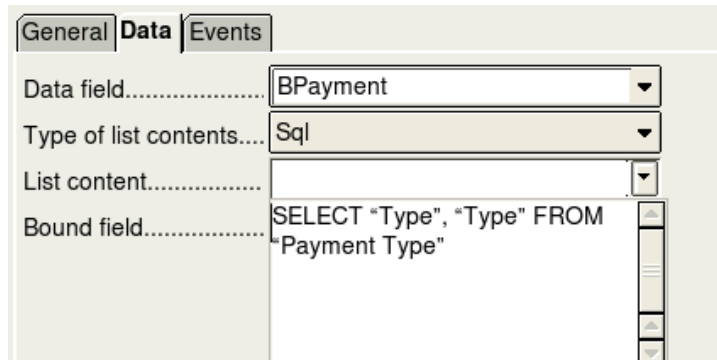 General Data Events
Data field..................... BPayment
Type of list contents.... Sql
List content.................
Bound field...................
SELECT “Type”, “Type” FROM
“Payment Type”